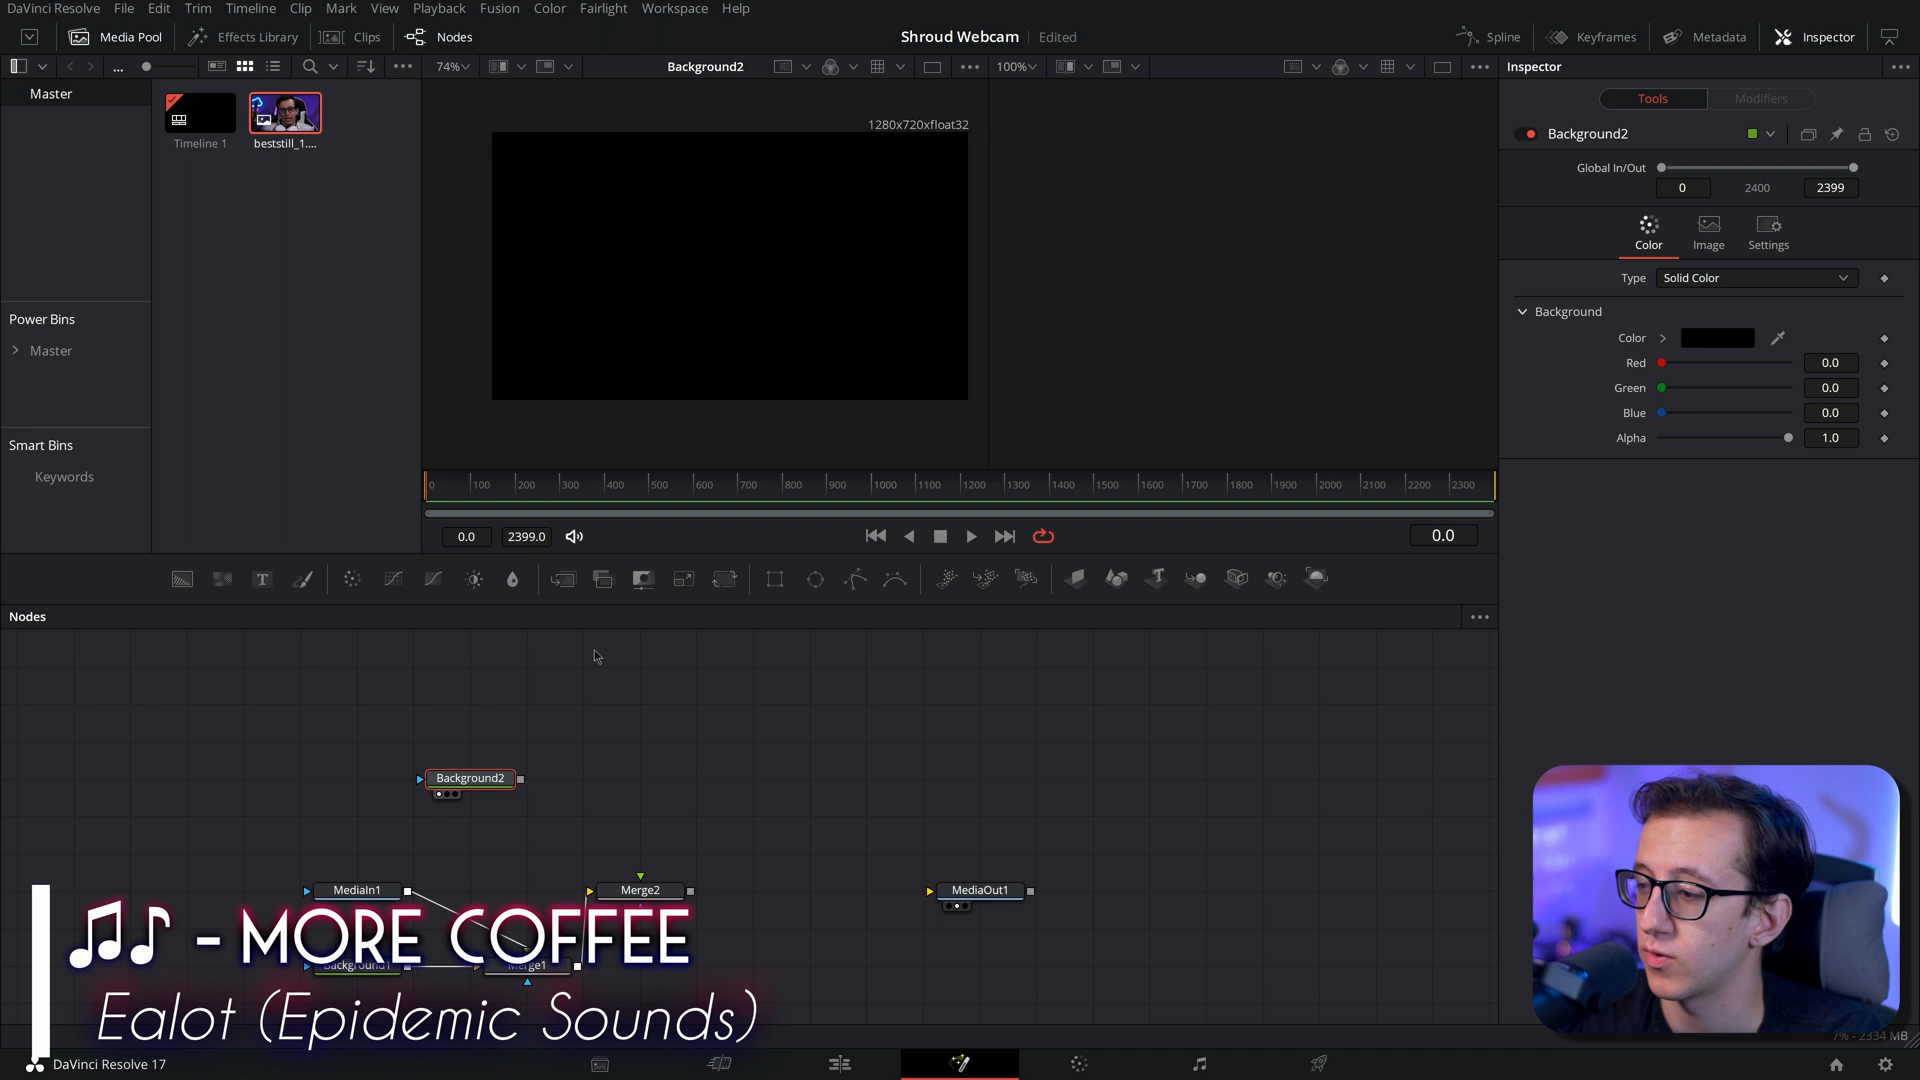 DaVinci Resolve File Edit Trim Timeline Clip Mark View Playback Fusion Color Fairlight Workspace Help
Media Pool Effects Library Clips Nodes Shroud Webcam Edited Spline Keyframes Metadata Inspector
... 74% Background2 100% Inspector
Master
Tools Modifiers
1280x720xfloat32
Background2
Timeline 1 beststill_1....
Global In/Out
0 2400 2399
Color Image Settings
Type Solid Color
Power Bins
Background
Master
Color
Red 0.0
Green 0.0
Blue 0.0
Alpha 1.0
Smart Bins
Keywords
0 100 200 300 400 500 600 700 800 900 1000 1100 1200 1300 1400 1500 1600 1700 1800 1900 2000 2100 2200 2300
0.0 2399.0 0.0
Nodes
Background2
MediaIn1 Merge2 MediaOut1
- MORE COFFEE
Background1 Merge1
Ealot (Epidemic Sounds)
7% - 2334 MB
DaVinci Resolve 17